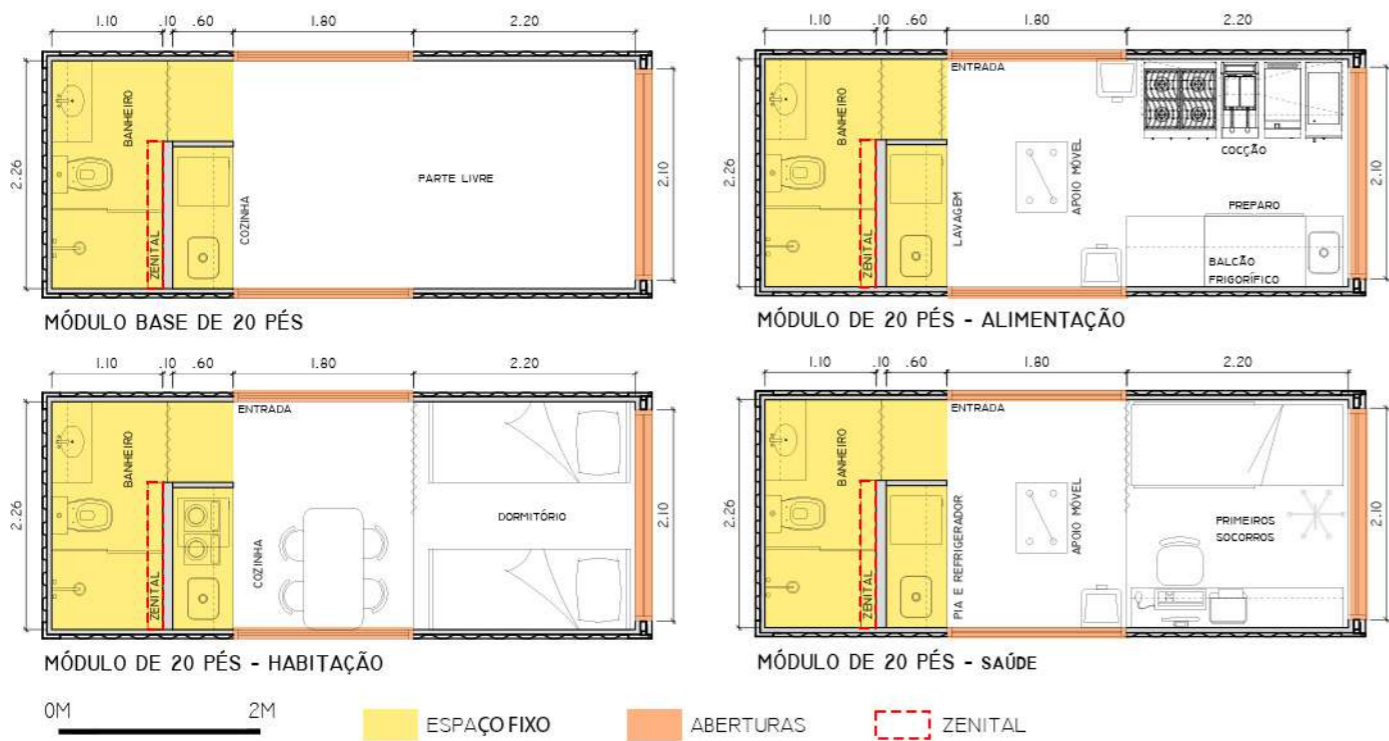 1.10 .10 .60 1.80 2.20
BANHEIRO
ZENITAL
COZINHA
PARTE LIVRE
2.26
2.10
MÓDULO BASE DE 20 PÉS
1.10 .10 .60 1.80 2.20
ENTRADA
BANHEIRO
ZENITAL
LAVAGEM
APOIO MÓVEL
COCÇÃO
PREPARO
BALCÃO
FRIGORÍFICO
2.26
2.10
MÓDULO DE 20 PÉS - ALIMENTAÇÃO
1.10 .10 .60 1.80 2.20
ENTRADA
BANHEIRO
ZENITAL
COZINHA
DORMITÓRIO
2.26
2.10
MÓDULO DE 20 PÉS - HABITAÇÃO
1.10 .10 .60 1.80 2.20
ENTRADA
BANHEIRO
ZENITAL
PIA E REFRIGERADOR
APOIO MÓVEL
PRIMEIROS
SOCORROS
2.26
2.10
MÓDULO DE 20 PÉS - SAÚDE
0M 2M
ESPAÇO FIXO
ABERTURAS
ZENITAL